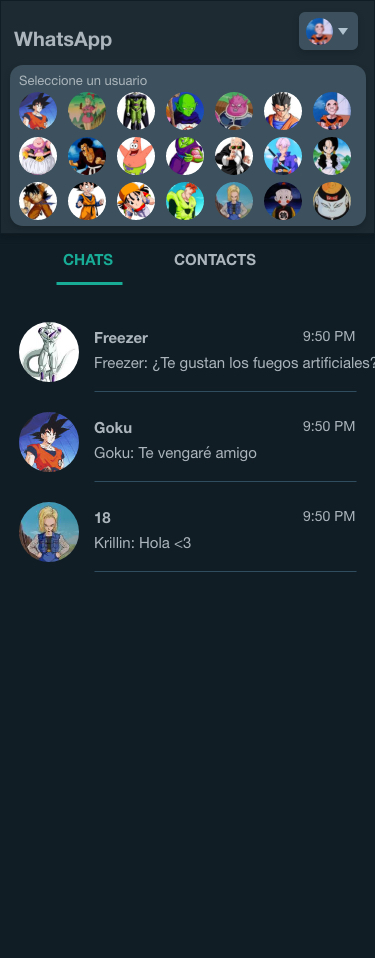 WhatsApp
Seleccione un usuario
CHATS CONTACTS
Freezer 9:50 PM
Freezer: ¿Te gustan los fuegos artificiales?
Goku 9:50 PM
Goku: Te vengaré amigo
18 9:50 PM
Krillin: Hola <3